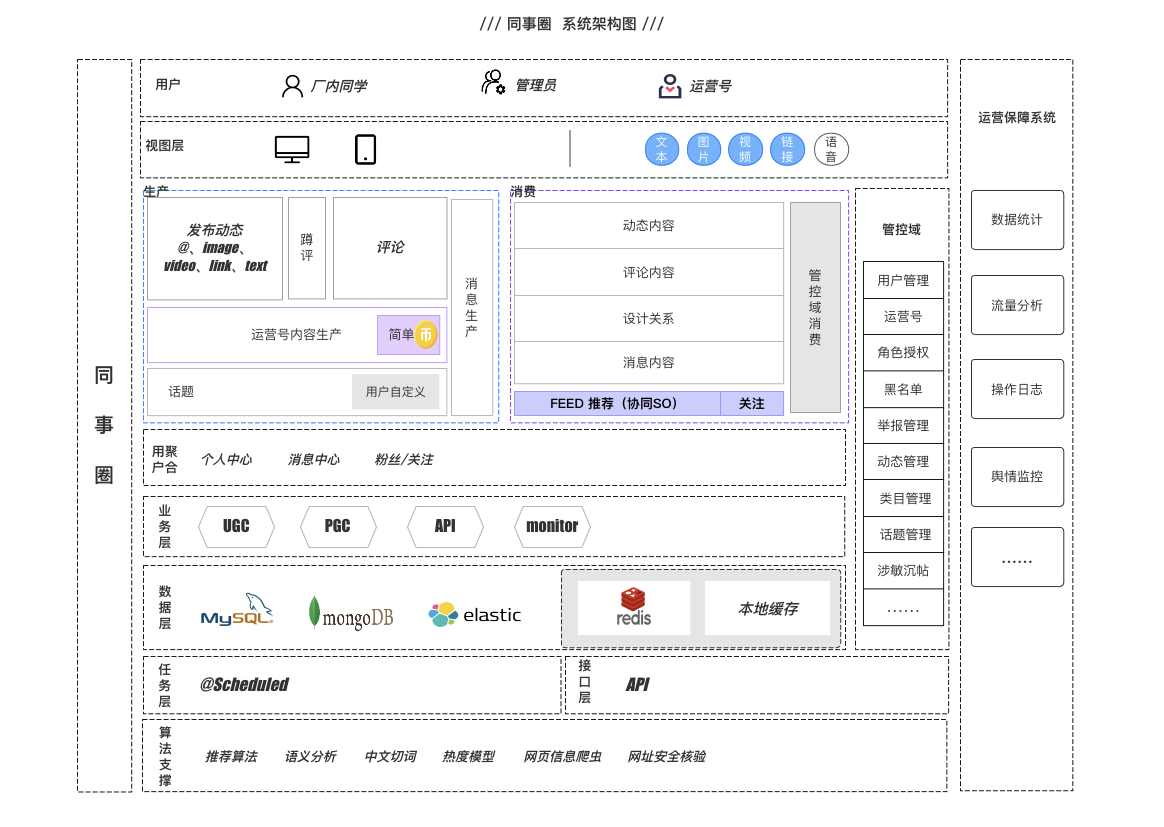 /// 同事圈 系统架构图 ///
同
事
圈
用户
厂内同学
管理员
运营号
视图层
文
本
图
片
视
频
链
接
语
音
生产
发布动态
@、image、
video、link、text
蹲
评
评论
消
息
生
产
运营号内容生产
简单
币
话题
用户自定义
消费
动态内容
评论内容
设计关系
消息内容
FEED 推荐（协同SO）
关注
管
控
域
消
费
管控域
用户管理
运营号
角色授权
黑名单
举报管理
动态管理
类目管理
话题管理
涉敏沉帖
......
用聚
户合
个人中心
消息中心
粉丝/关注
业
务
层
UGC
PGC
API
monitor
数
据
层
MySQL
mongoDB
elastic
redis
本地缓存
任
务
层
@Scheduled
接
口
层
API
算
法
支
撑
推荐算法
语义分析
中文切词
热度模型
网页信息爬虫
网址安全核验
运营保障系统
数据统计
流量分析
操作日志
舆情监控
......